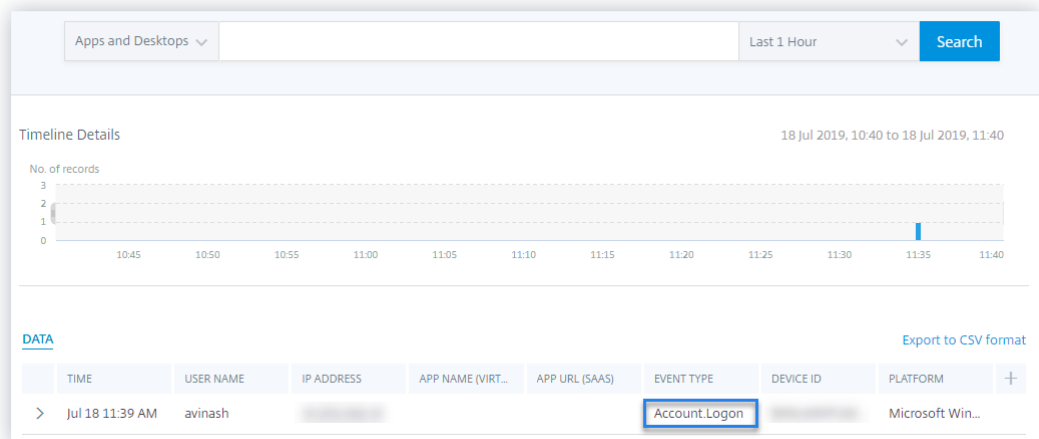 Apps and Desktops Last 1 Hour Search
Timeline Details 18 Jul 2019, 10:40 to 18 Jul 2019, 11:40
No. of records
3
2
1
0
10:45 10:50 10:55 11:00 11:05 11:10 11:15 11:20 11:25 11:30 11:35 11:40
DATA Export to CSV format
TIME USER NAME IP ADDRESS APP NAME (VIRT... APP URL (SAAS) EVENT TYPE DEVICE ID PLATFORM
Jul 18 11:39 AM avinash Account.Logon Microsoft Win...